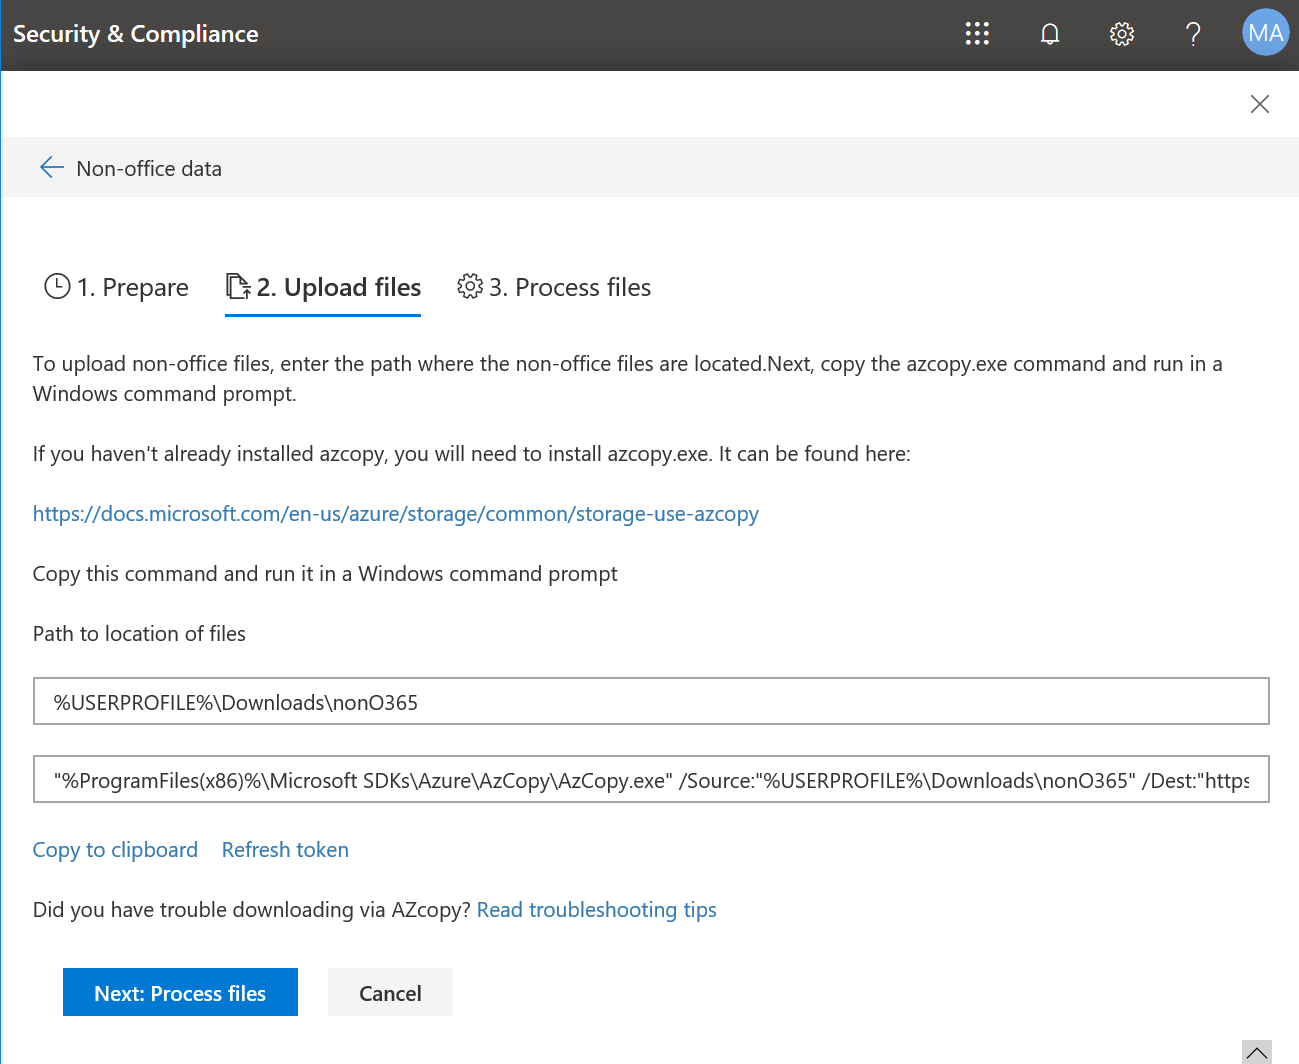 Security & Compliance
MA
Non-office data
1. Prepare
2. Upload files
3. Process files
To upload non-office files, enter the path where the non-office files are located.Next, copy the azcopy.exe command and run in a
Windows command prompt.
If you haven't already installed azcopy, you will need to install azcopy.exe. It can be found here:
https://docs.microsoft.com/en-us/azure/storage/common/storage-use-azcopy
Copy this command and run it in a Windows command prompt
Path to location of files
%USERPROFILE%\Downloads\nonO365
"%ProgramFiles(x86)%\Microsoft SDKs\Azure\AzCopy\AzCopy.exe" /Source:"%USERPROFILE%\Downloads\nonO365" /Dest:"https
Copy to clipboard Refresh token
Did you have trouble downloading via AZcopy? Read troubleshooting tips
Next: Process files
Cancel